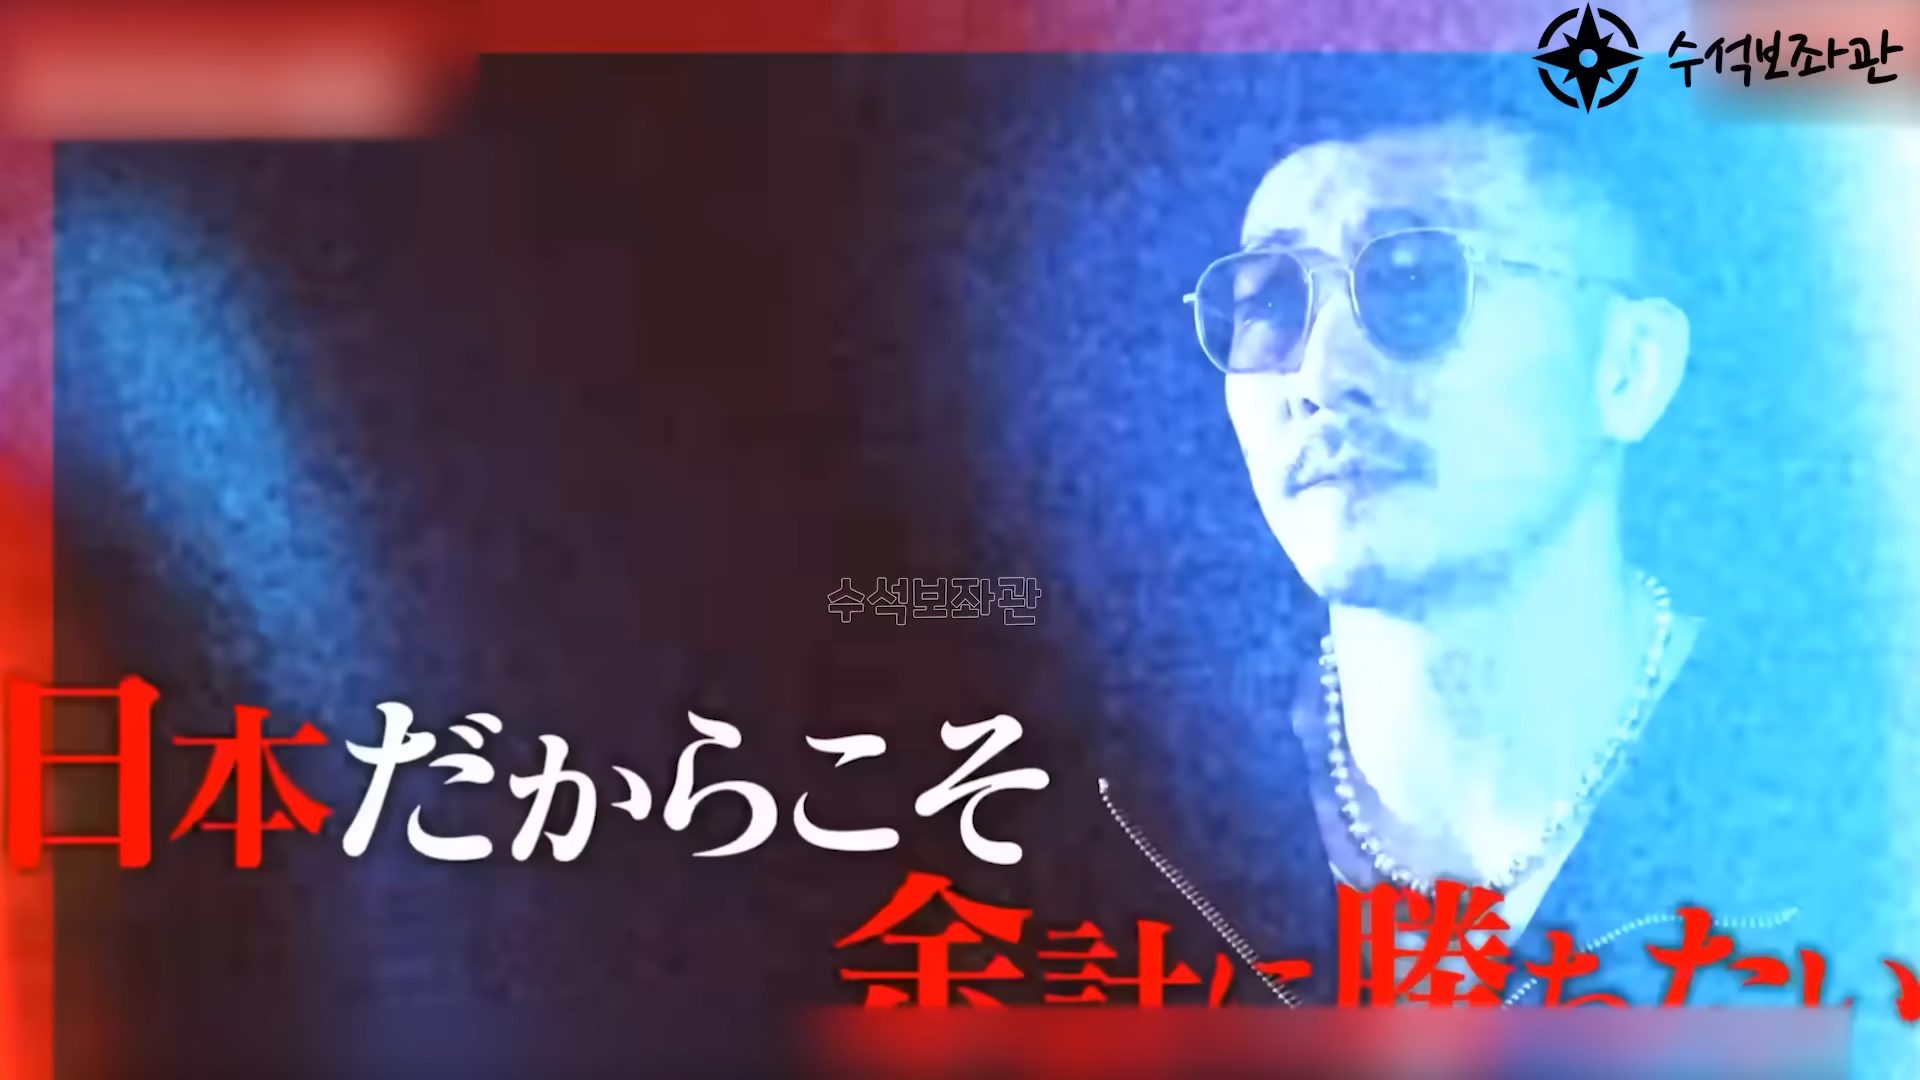 수석보좌관
수석보좌관
日本だからこそ
余計に勝ちたい